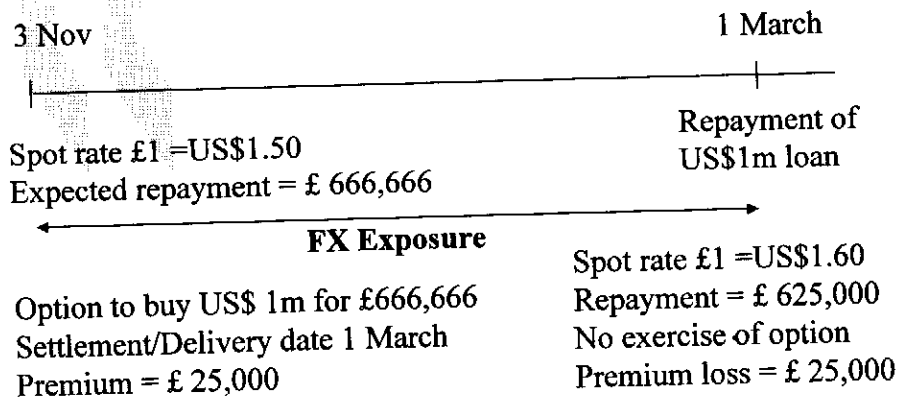 3 Nov
1 March
Repayment of
US$1m loan
Spot rate £1 =US$1.50
Expected repayment = £ 666,666
FX Exposure
Option to buy US$ 1m for £666,666
Settlement/Delivery date 1 March
Premium = £ 25,000
Spot rate £1 =US$1.60
Repayment = £ 625,000
No exercise of option
Premium loss = £ 25,000